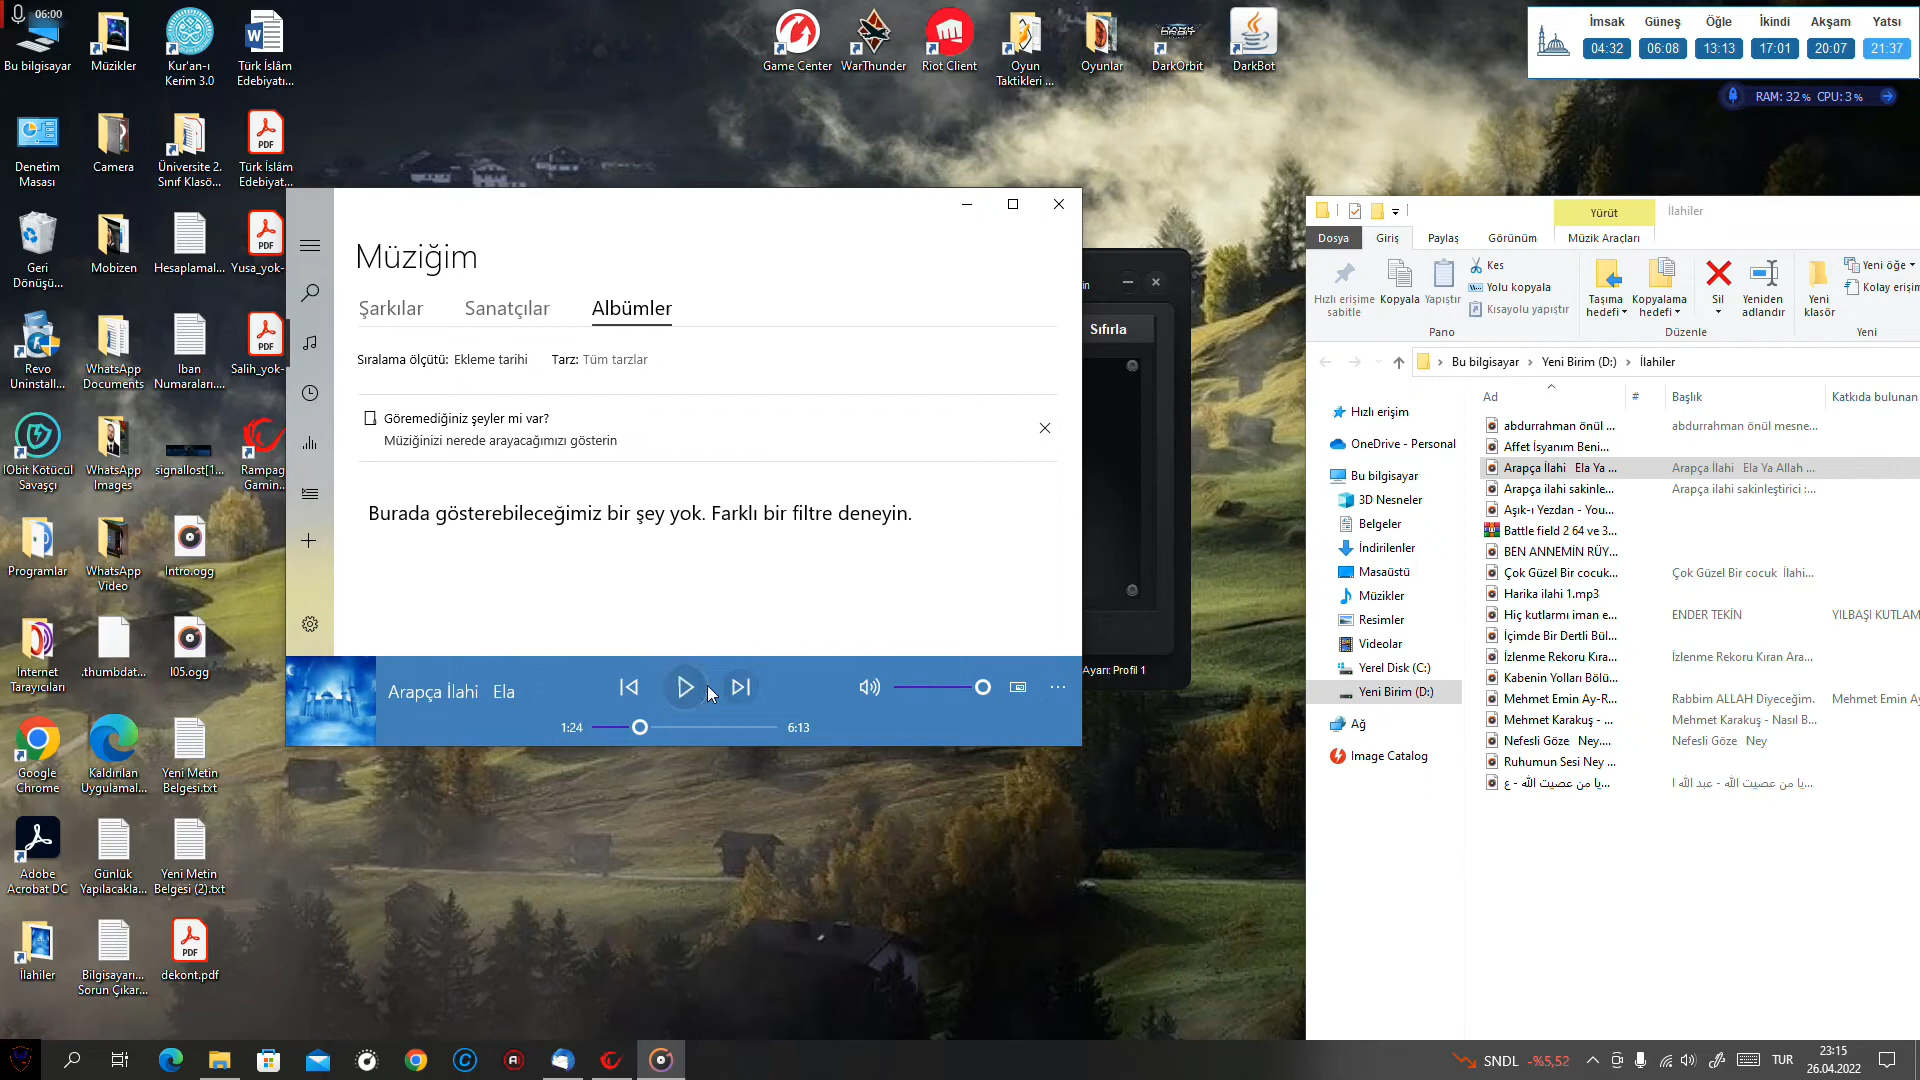 06:00
Bu bilgisayar
Müzikler
Kur'an-ı
Kerim 3.0
Türk İslâm
Edebiyatı...
Game Center
WarThunder
Riot Client
Oyun
Taktikleri ...
Oyunlar
DarkOrbit
DarkBot
İmsak
Güneş
Öğle
İkindi
Akşam
Yatsı
04:32
06:08
13:13
17:01
20:07
21:37
RAM: 32 % CPU: 3 %
Denetim
Masası
Camera
Üniversite 2.
Sınıf Klasö...
Türk İslâm
Edebiyat...
Geri
Dönüşü...
Mobizen
Hesaplamal...
Yusa_yok-
Revo
Uninstall...
WhatsApp
Documents
Iban
Numaraları....
Salih_yok-
IObit Kötücül
Savaşçı
WhatsApp
Images
signallost[1...
Rampag
Gamin...
Programlar
WhatsApp
Video
Intro.ogg
İnternet
Tarayıcıları
.thumbdat...
I05.ogg
Google
Chrome
Kaldırılan
Uygulamal...
Yeni Metin
Belgesi.txt
Adobe
Acrobat DC
Günlük
Yapılacakla...
Yeni Metin
Belgesi (2).txt
İlahiler
Bilgisayarı...
Sorun Çıkar...
dekont.pdf
Müziğim
Şarkılar
Sanatçılar
Albümler
Sıralama ölçütü: Ekleme tarihi
Tarz: Tüm tarzlar
Göremediğiniz şeyler mi var?
Müziğinizi nerede arayacağımızı gösterin
Burada gösterebileceğimiz bir şey yok. Farklı bir filtre deneyin.
Arapça İlahi   Ela
1:24
6:13
in
Sıfırla
Ayarı: Profil 1
Yürüt
İlahiler
Dosya
Giriş
Paylaş
Görünüm
Müzik Araçları
Hızlı erişime
sabitle
Kopyala
Yapıştır
Kes
Yolu kopyala
Kısayolu yapıştır
Taşıma
hedefi
Kopyalama
hedefi
Sil
Yeniden
adlandır
Yeni
klasör
Yeni öğe
Kolay erişim
Pano
Düzenle
Yeni
Bu bilgisayar › Yeni Birim (D:) › İlahiler
Ad
#
Başlık
Katkıda bulunan
Hızlı erişim
OneDrive - Personal
Bu bilgisayar
3D Nesneler
Belgeler
İndirilenler
Masaüstü
Müzikler
Resimler
Videolar
Yerel Disk (C:)
Yeni Birim (D:)
Ağ
Image Catalog
abdurrahman önül ...
abdurrahman önül mesne...
Affet İsyanım Beni...
Arapça İlahi   Ela Ya ...
Arapça İlahi   Ela Ya Allah ...
Arapça ilahi sakinle...
Arapça ilahi sakinleştirici :...
Aşık-ı Yezdan - You...
Battle field 2 64 ve 3...
BEN ANNEMİN RÜY...
Çok Güzel Bir cocuk...
Çok Güzel Bir cocuk  İlahi...
Harika ilahi 1.mp3
Hiç kutlarmı iman e...
ENDER TEKİN
YILBAŞI KUTLAM
İçimde Bir Dertli Bül...
İzlenme Rekoru Kıra...
İzlenme Rekoru Kıran Ara...
Kabenin Yolları Bölü...
Mehmet Emin Ay-R...
Rabbim ALLAH Diyeceğim.
Mehmet Emin Ay
Mehmet Karakuş - ...
Mehmet Karakuş - Nasıl B...
Nefesli Göze   Ney....
Nefesli Göze   Ney
Ruhumun Sesi Ney ...
يا من عصيت الله - ع...
يا من عصيت الله - عبد الله ا...
SNDL -%5,52
TUR
23:15
26.04.2022